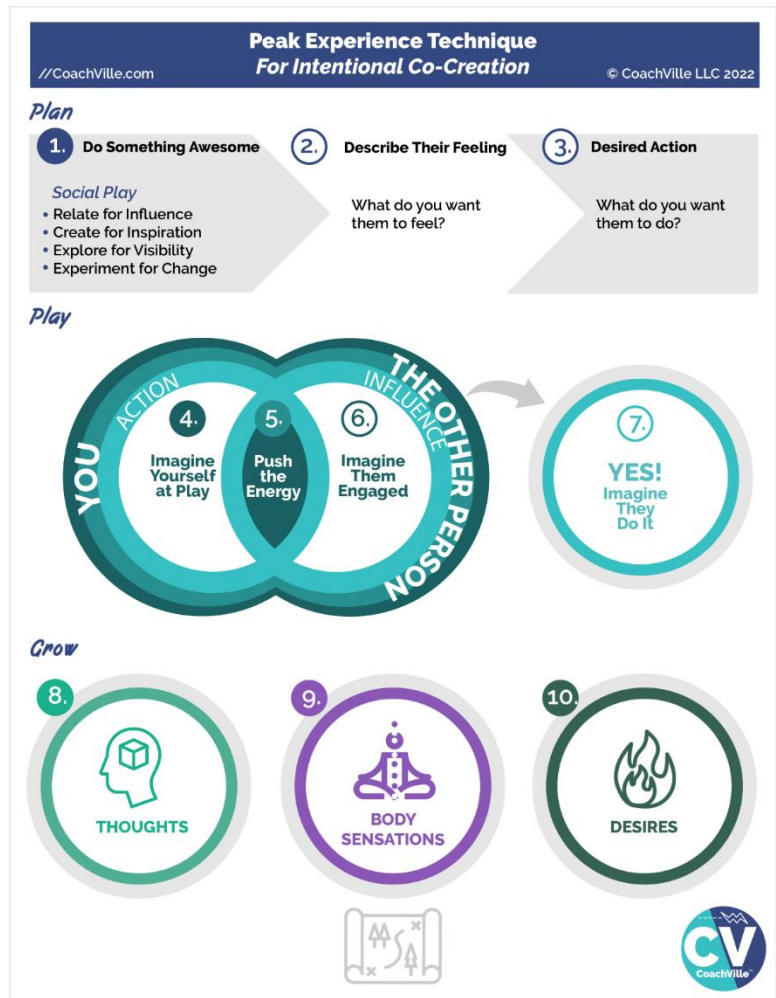 Peak Experience Technique
For Intentional Co-Creation
//CoachVille.com
© CoachVille LLC 2022
Plan
1. Do Something Awesome
Social Play
• Relate for Influence
• Create for Inspiration
• Explore for Visibility
• Experiment for Change
2. Describe Their Feeling
What do you want
them to feel?
3. Desired Action
What do you want
them to do?
Play
YOU
ACTION
4.
Imagine
Yourself
at Play
5.
Push
the
Energy
6.
Imagine
Them
Engaged
INFLUENCE
THE OTHER PERSON
7.
YES!
Imagine
They
Do It
Grow
8.
THOUGHTS
9.
BODY
SENSATIONS
10.
DESIRES
CV
CoachVille™